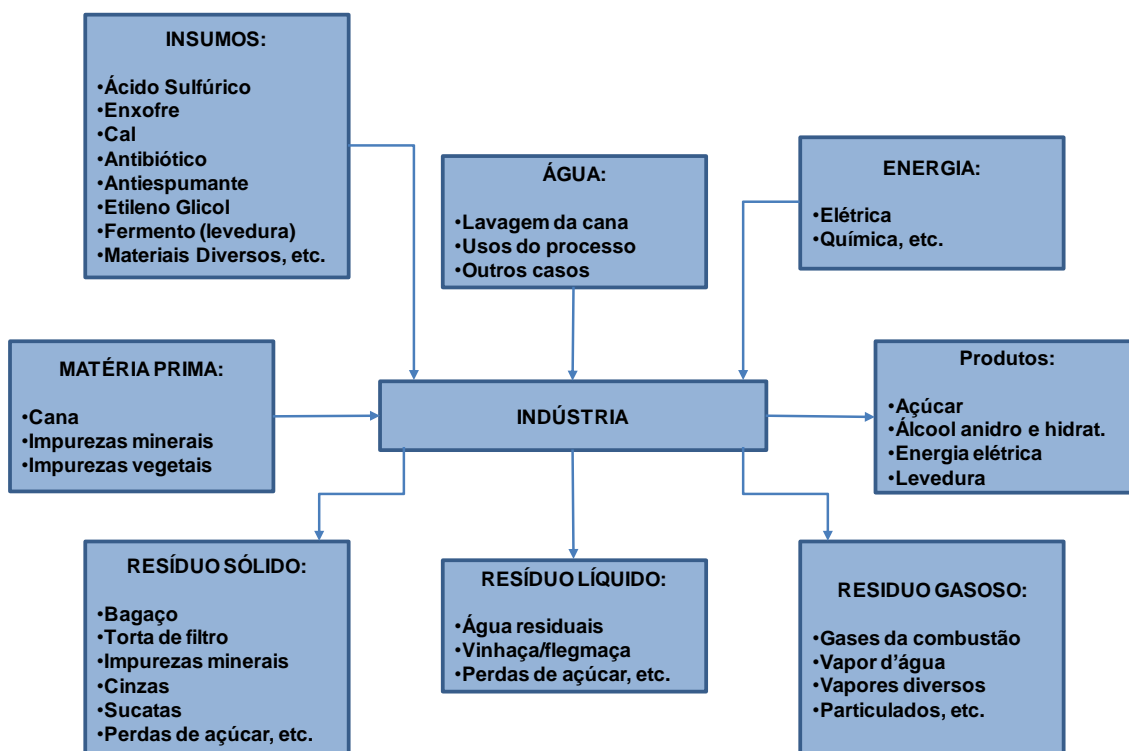 INSUMOS:
•Ácido Sulfúrico
•Enxofre
•Cal
•Antibiótico
•Antiespumante
•Etileno Glicol
•Fermento (levedura)
•Materiais Diversos, etc.
ÁGUA:
•Lavagem da cana
•Usos do processo
•Outros casos
ENERGIA:
•Elétrica
•Química, etc.
MATÉRIA PRIMA:
•Cana
•Impurezas minerais
•Impurezas vegetais
INDÚSTRIA
Produtos:
•Açúcar
•Álcool anidro e hidrat.
•Energia elétrica
•Levedura
RESÍDUO SÓLIDO:
•Bagaço
•Torta de filtro
•Impurezas minerais
•Cinzas
•Sucatas
•Perdas de açúcar, etc.
RESÍDUO LÍQUIDO:
•Água residuais
•Vinhaça/flegmaça
•Perdas de açúcar, etc.
RESIDUO GASOSO:
•Gases da combustão
•Vapor d’água
•Vapores diversos
•Particulados, etc.